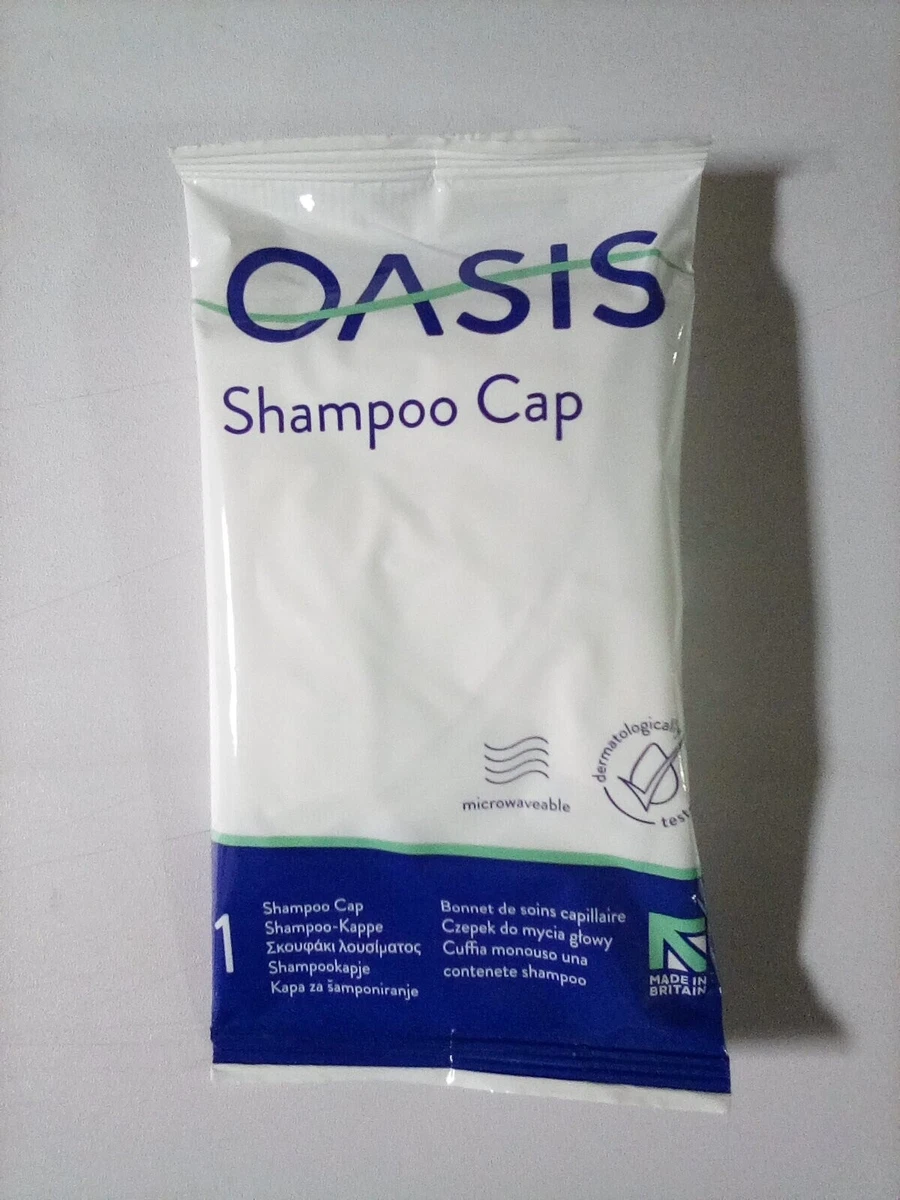 OASIS
Shampoo Cap
microwaveable
dermatologically
1
Shampoo Cap
Shampoo-Kappe
Σκουφάκι λουσίματος
Shampookapje
Kapa za šamponiranje
Bonnet de soins capillaire
Czepek do mycia głowy
Cuffia monouso una
contenete shampoo
MADE IN
BRITAIN